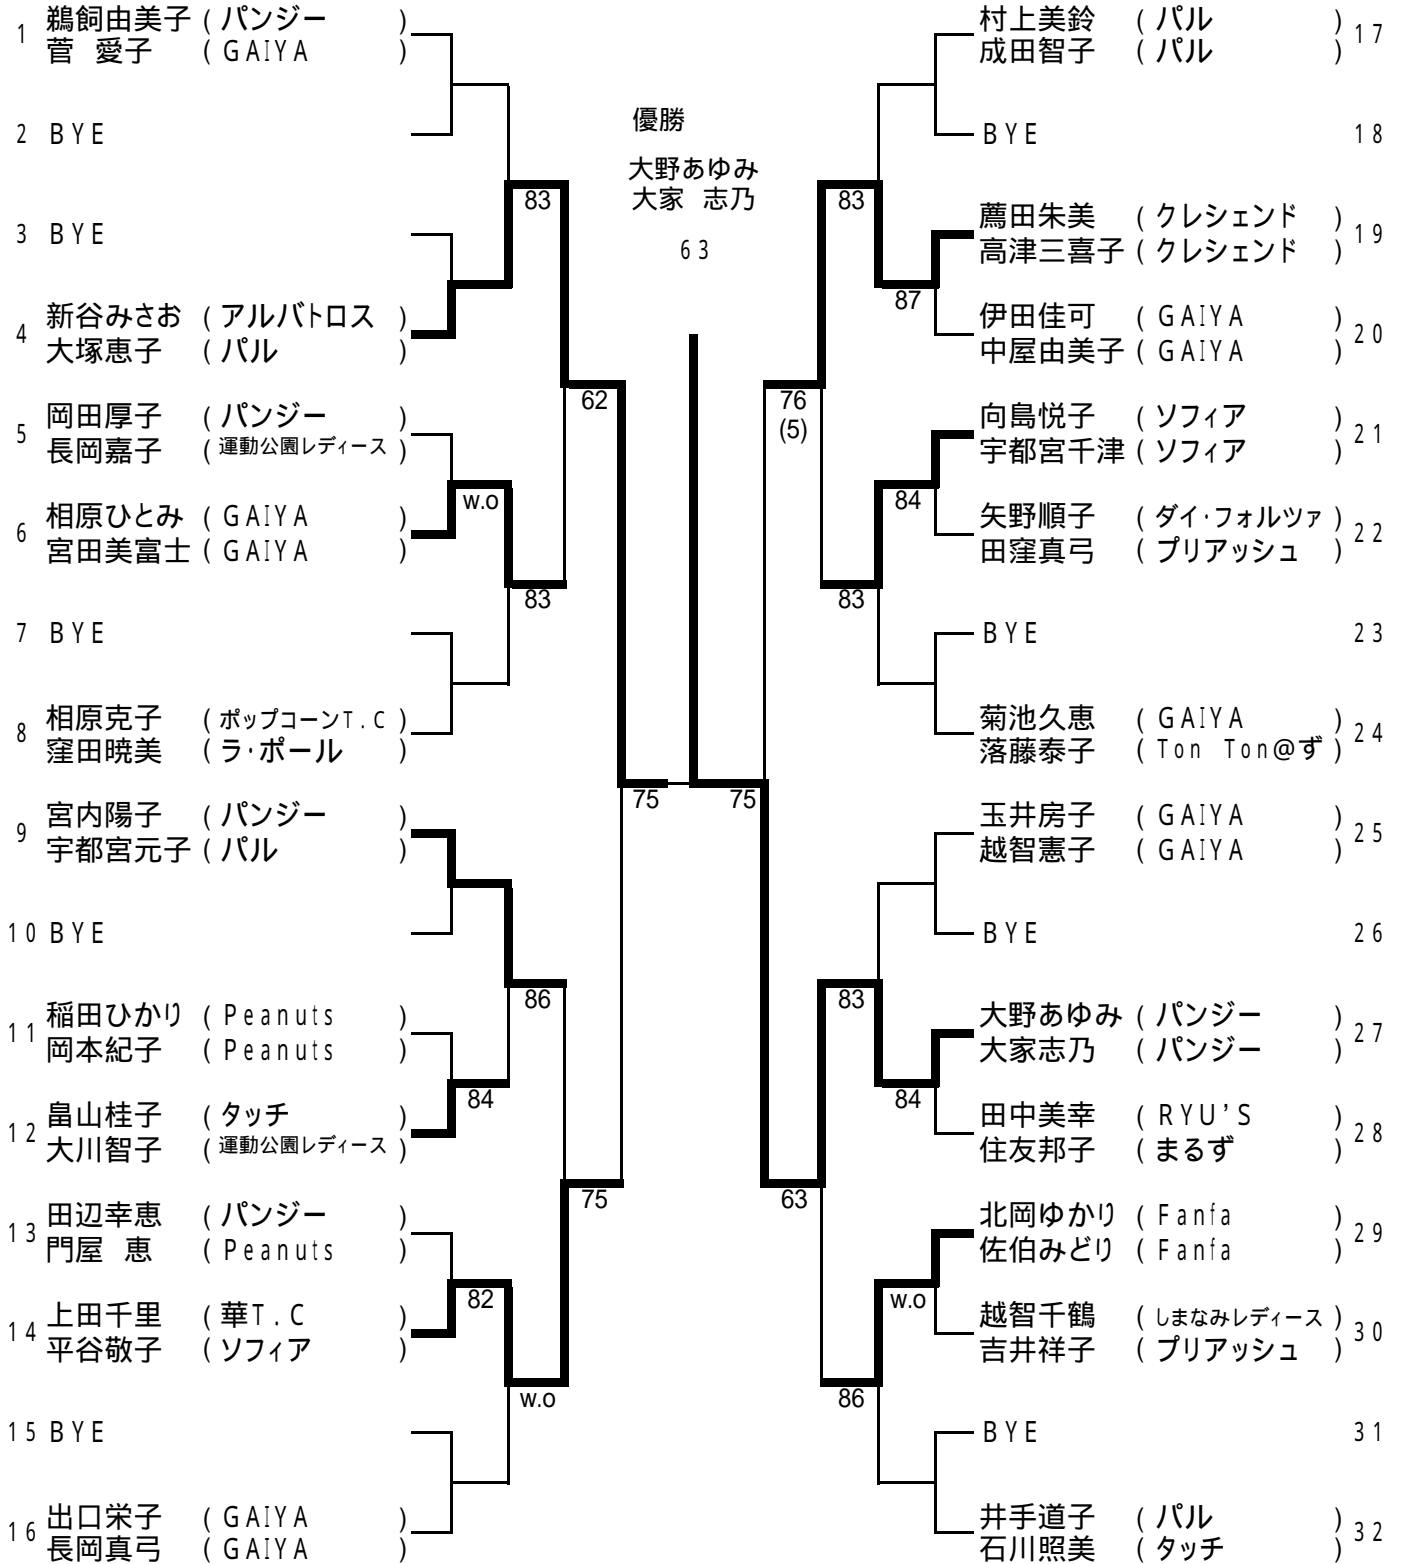 1 鵜飼由美子 ( パンジー )
菅 愛子 ( GAIYA )
2 BYE
3 BYE
4 新谷みさお ( アルバトロス )
大塚恵子 ( パル )
5 岡田厚子 ( パンジー )
長岡嘉子 ( 運動公園レディース )
6 相原ひとみ ( GAIYA )
宮田美富士 ( GAIYA )
7 BYE
8 相原克子 ( ポップコーンT.C )
窪田暁美 ( ラ・ポール )
9 宮内陽子 ( パンジー )
宇都宮元子 ( パル )
10 BYE
11 稲田ひかり ( Peanuts )
岡本紀子 ( Peanuts )
12 畠山桂子 ( タッチ )
大川智子 ( 運動公園レディース )
13 田辺幸恵 ( パンジー )
門屋 恵 ( Peanuts )
14 上田千里 ( 華T.C )
平谷敬子 ( ソフィア )
15 BYE
16 出口栄子 ( GAIYA )
長岡真弓 ( GAIYA )
w.o
84
82
83
83
86
w.o
62
75
75
優勝
大野あゆみ
大家 志乃
63
75
76
(5)
63
83
83
83
86
87
84
84
w.o
村上美鈴 ( パル ) 17
成田智子 ( パル )
BYE 18
薦田朱美 ( クレシェンド ) 19
高津三喜子 ( クレシェンド )
伊田佳可 ( GAIYA ) 20
中屋由美子 ( GAIYA )
向島悦子 ( ソフィア ) 21
宇都宮千津 ( ソフィア )
矢野順子 ( ダイ・フォルツァ ) 22
田窪真弓 ( プリアッシュ )
BYE 23
菊池久恵 ( GAIYA ) 24
落藤泰子 ( Ton Ton@ず )
玉井房子 ( GAIYA ) 25
越智憲子 ( GAIYA )
BYE 26
大野あゆみ ( パンジー ) 27
大家志乃 ( パンジー )
田中美幸 ( RYU'S ) 28
住友邦子 ( まるず )
北岡ゆかり ( Fanfa ) 29
佐伯みどり ( Fanfa )
越智千鶴 ( しまなみレディース ) 30
吉井祥子 ( プリアッシュ )
BYE 31
井手道子 ( パル ) 32
石川照美 ( タッチ )